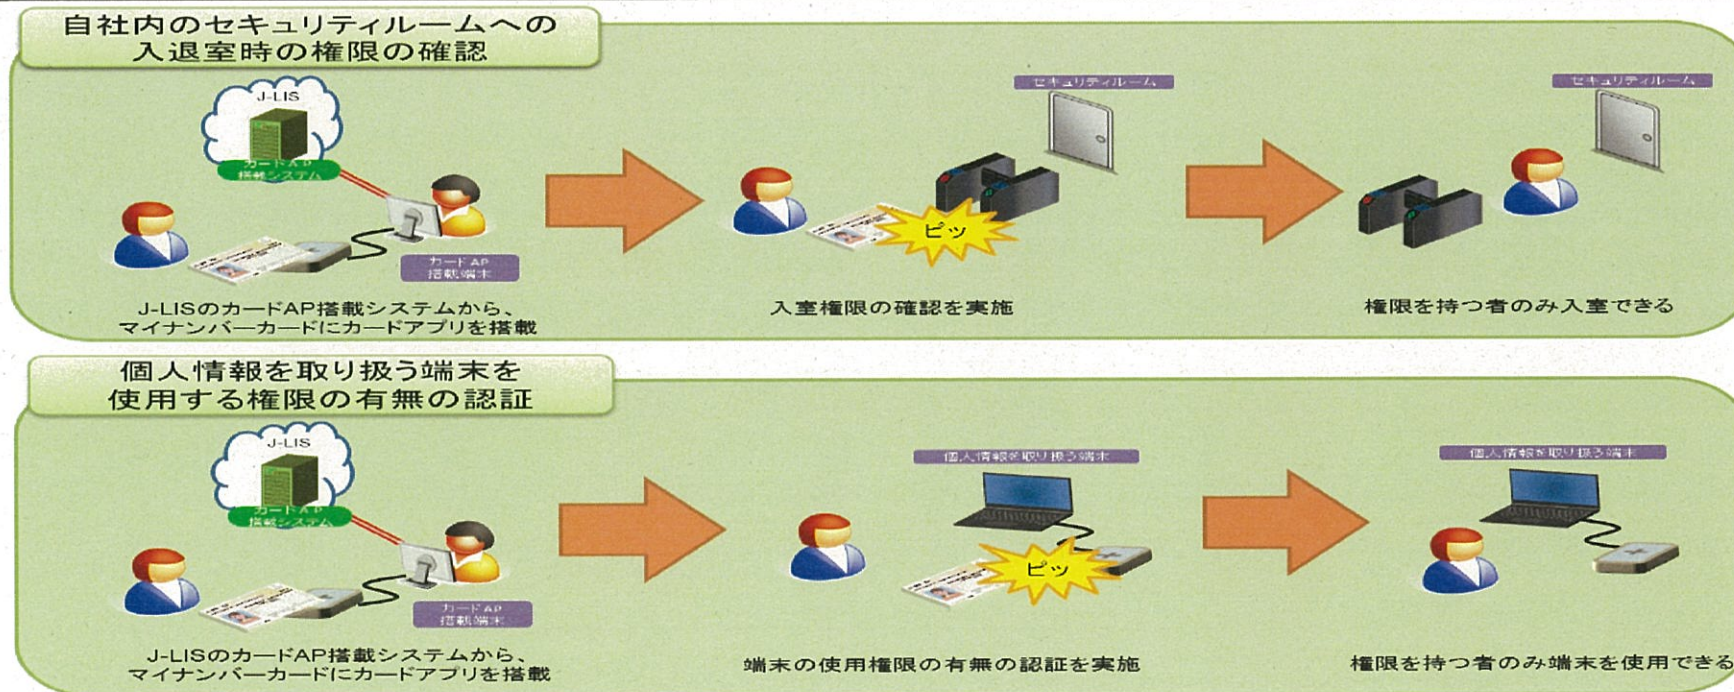 自社内のセキュリティルームへの
入退室時の権限の確認
J-LIS
カードAP
搭載システム
カードAP
搭載端末
J-LISのカードAP搭載システムから、
マイナンバーカードにカードアプリを搭載
セキュリティルーム
ピッ
入室権限の確認を実施
セキュリティルーム
権限を持つ者のみ入室できる
個人情報を取り扱う端末を
使用する権限の有無の認証
J-LIS
カードAP
搭載システム
カードAP
搭載端末
J-LISのカードAP搭載システムから、
マイナンバーカードにカードアプリを搭載
個人情報を取り扱う端末
ピッ
端末の使用権限の有無の認証を実施
個人情報を取り扱う端末
権限を持つ者のみ端末を使用できる